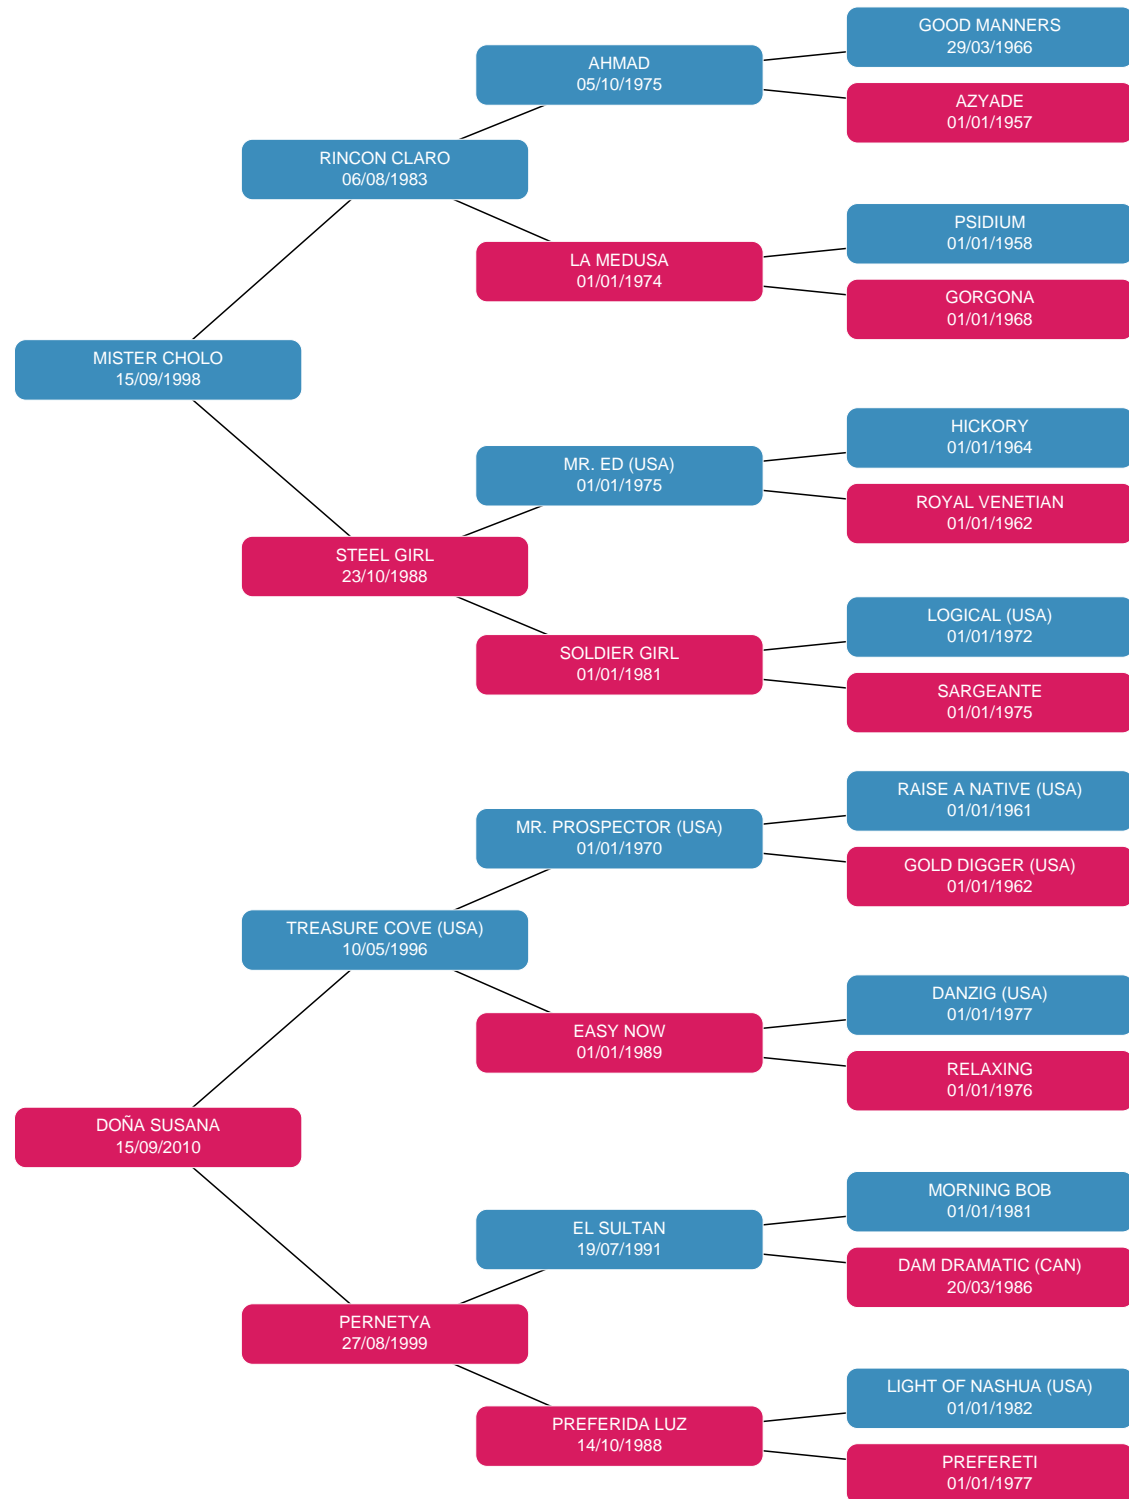 GOOD MANNERS
29/03/1966
AHMAD
05/10/1975
AZYADE
01/01/1957
RINCON CLARO
06/08/1983
PSIDIUM
01/01/1958
LA MEDUSA
01/01/1974
GORGONA
01/01/1968
MISTER CHOLO
15/09/1998
HICKORY
01/01/1964
MR. ED (USA)
01/01/1975
ROYAL VENETIAN
01/01/1962
STEEL GIRL
23/10/1988
LOGICAL (USA)
01/01/1972
SOLDIER GIRL
01/01/1981
SARGEANTE
01/01/1975
RAISE A NATIVE (USA)
01/01/1961
MR. PROSPECTOR (USA)
01/01/1970
GOLD DIGGER (USA)
01/01/1962
TREASURE COVE (USA)
10/05/1996
DANZIG (USA)
01/01/1977
EASY NOW
01/01/1989
RELAXING
01/01/1976
DOÑA SUSANA
15/09/2010
MORNING BOB
01/01/1981
EL SULTAN
19/07/1991
DAM DRAMATIC (CAN)
20/03/1986
PERNETYA
27/08/1999
LIGHT OF NASHUA (USA)
01/01/1982
PREFERIDA LUZ
14/10/1988
PREFERETI
01/01/1977